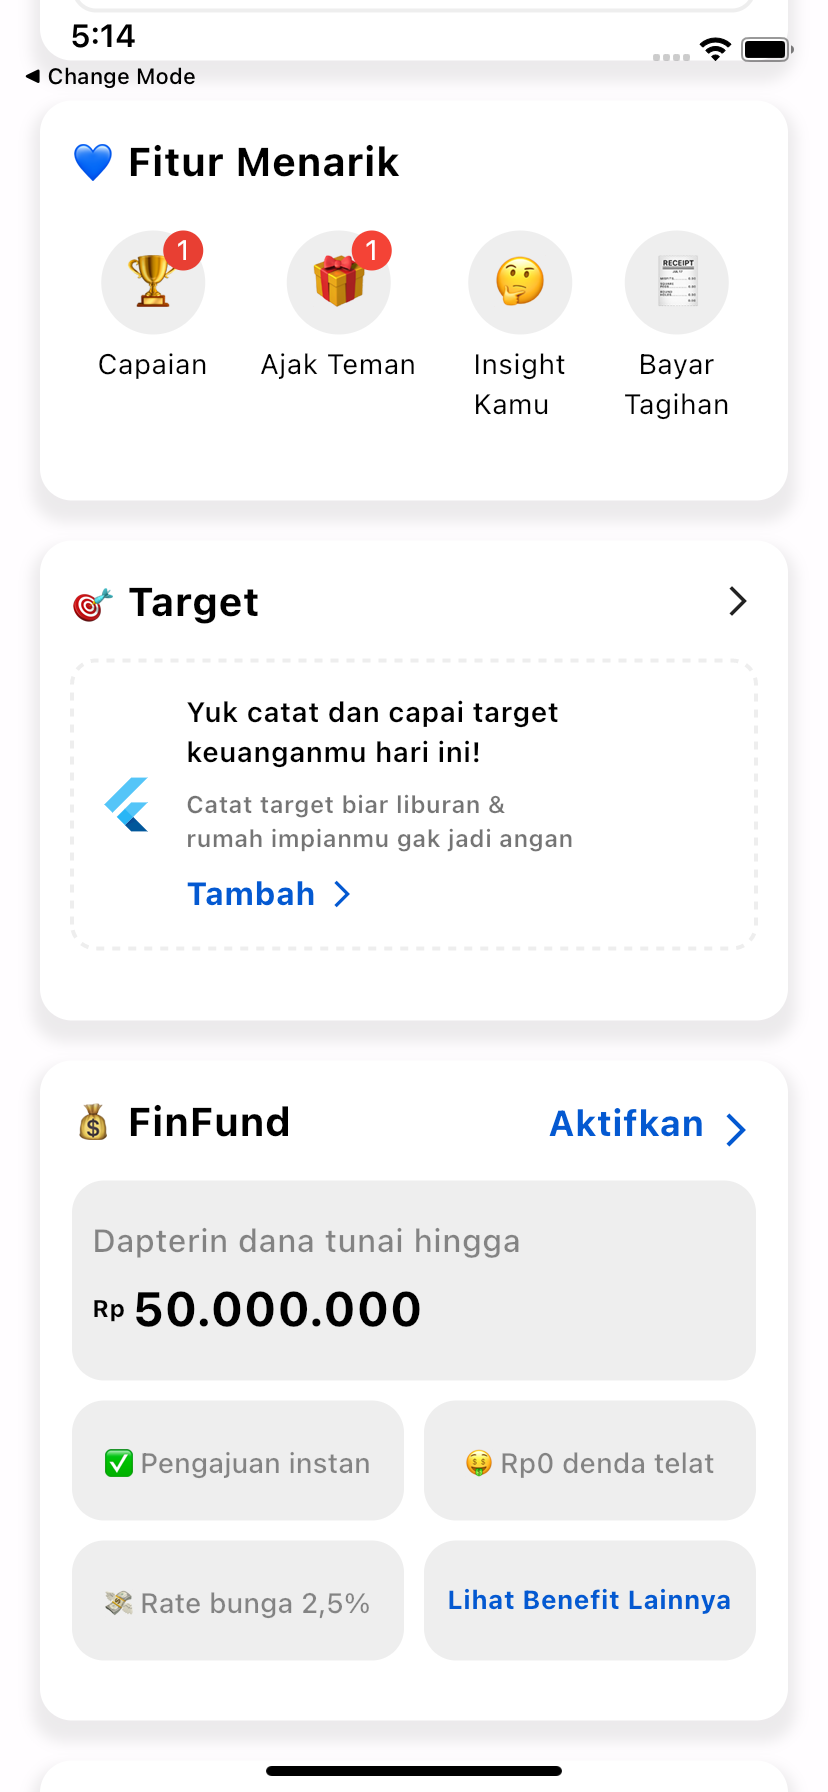 5:14
◀ Change Mode
💙 Fitur Menarik
1
1
Capaian
Ajak Teman
Insight
Kamu
RECEIPT
Bayar
Tagihan
🎯 Target
Yuk catat dan capai target
keuanganmu hari ini!
Catat target biar liburan &
rumah impianmu gak jadi angan
Tambah
💰 FinFund
Aktifkan
Dapterin dana tunai hingga
Rp 50.000.000
✅ Pengajuan instan
🤑 Rp0 denda telat
💸 Rate bunga 2,5%
Lihat Benefit Lainnya